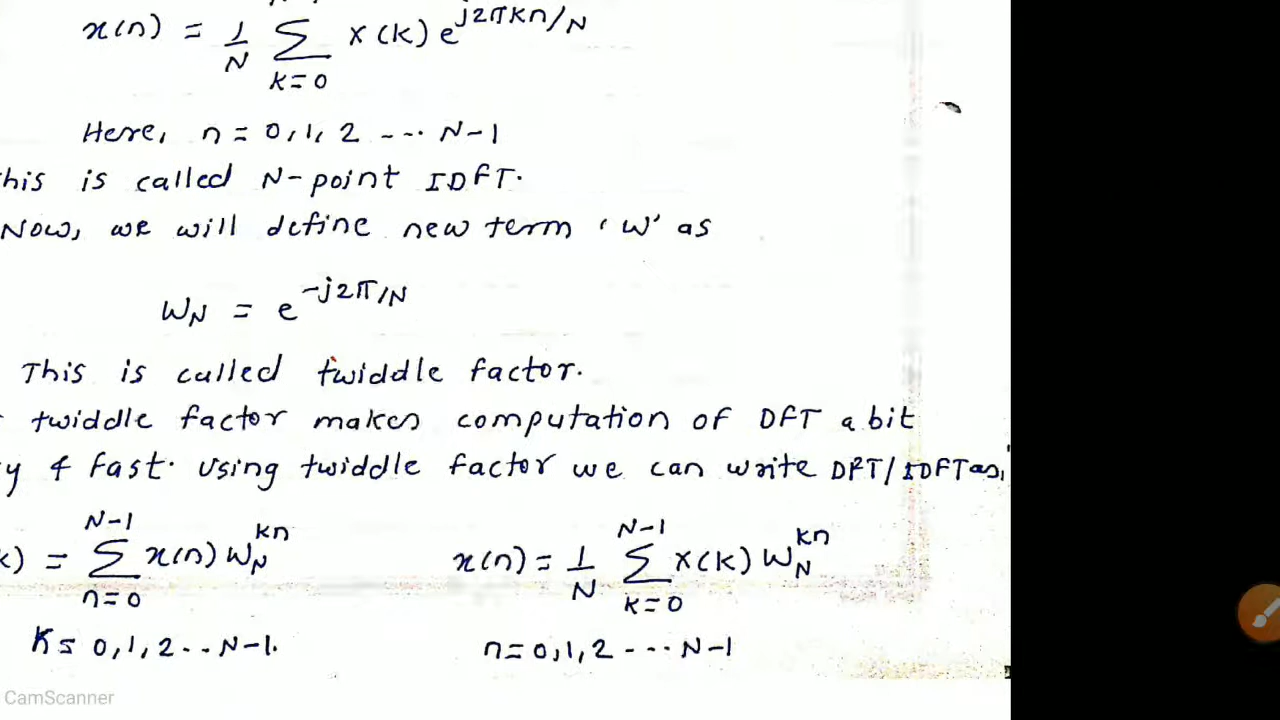 x(n) = 1/N Σ k=0 X(k) e^{j2πkn/N}
Here, n = 0, 1, 2 --- N-1
his is called N-point IDFT.
Now, we will define new term 'W' as
W_N = e^{-j2π/N}
This is called twiddle factor.
twiddle factor makes computation of DFT a bit
y & fast. Using twiddle factor we can write DFT/IDFT as,
k) = Σ_{n=0}^{N-1} x(n) W_N^{kn}
x(n) = 1/N Σ_{k=0}^{N-1} X(k) W_N^{kn}
K = 0, 1, 2 .. N-1.
n = 0, 1, 2 --- N-1
CamScanner